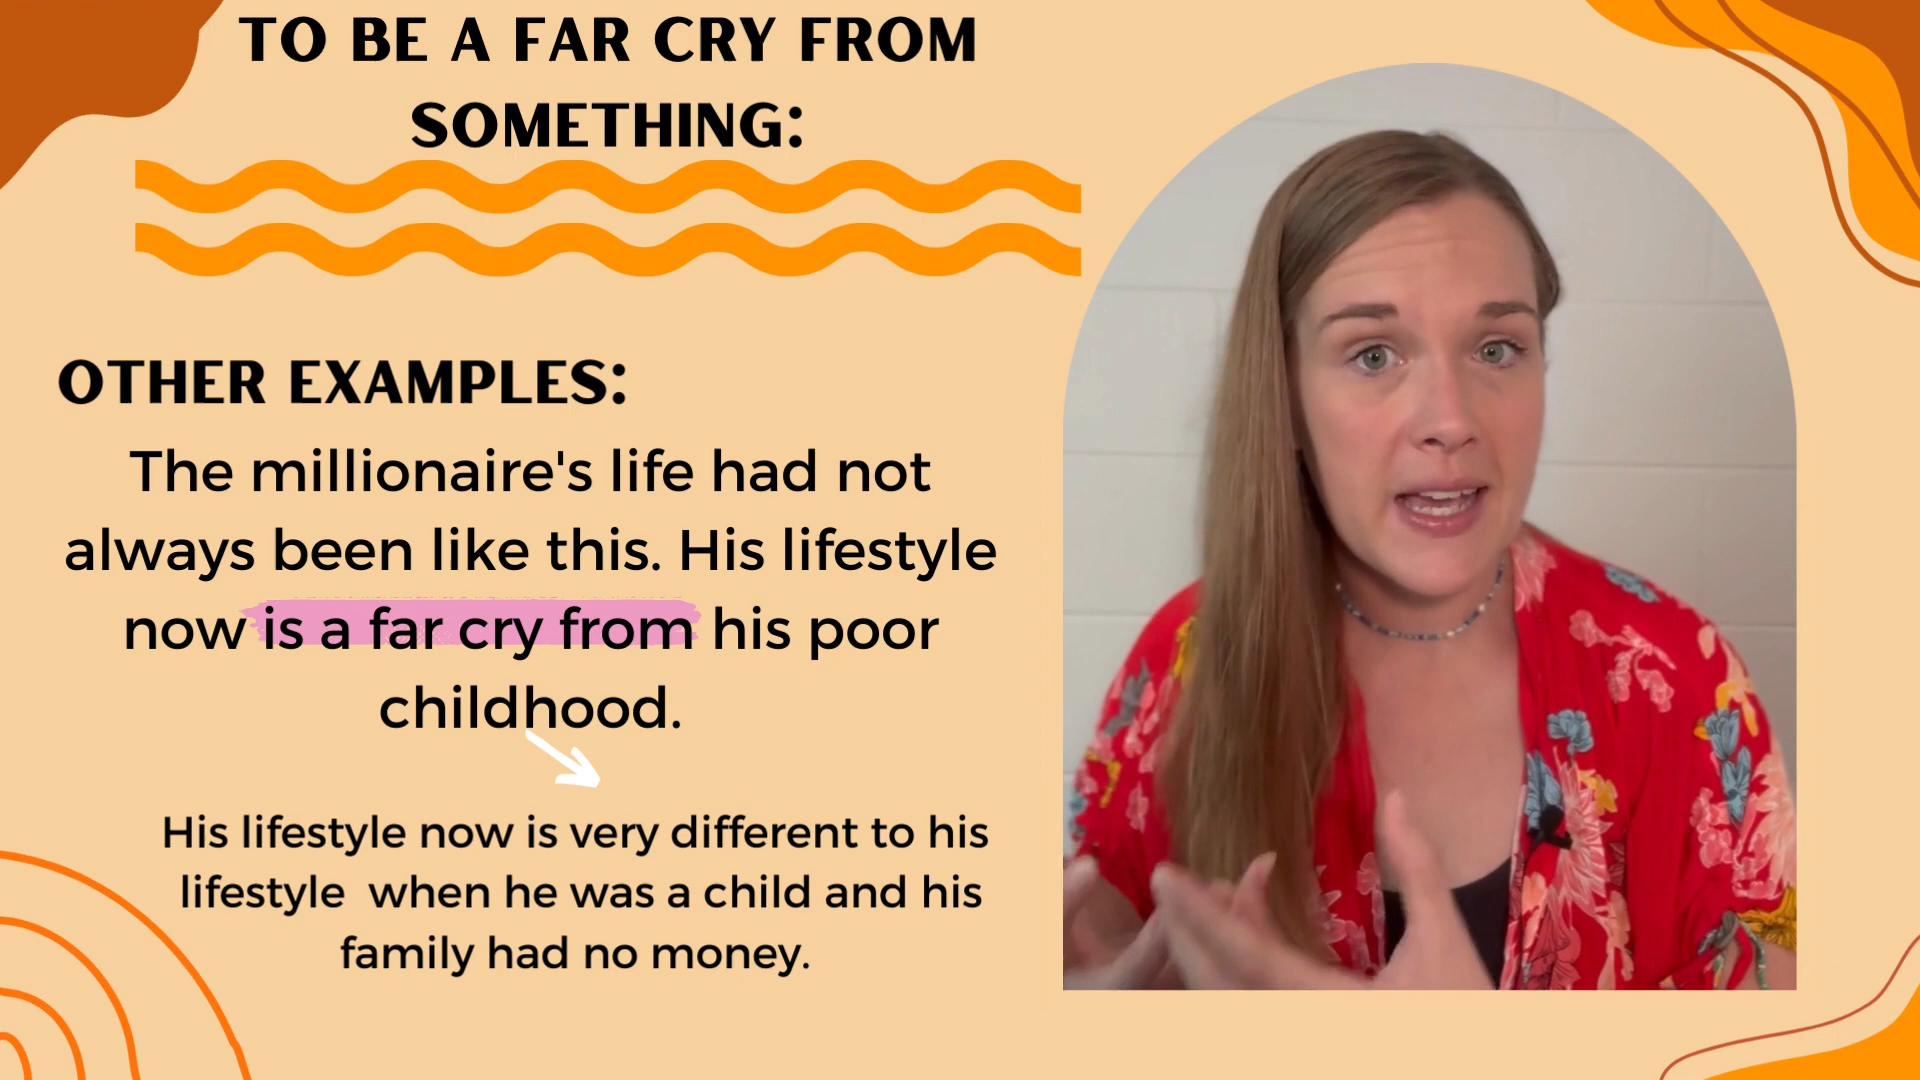 TO BE A FAR CRY FROM
SOMETHING:
OTHER EXAMPLES:
The millionaire's life had not
always been like this. His lifestyle
now is a far cry from his poor
childhood.
His lifestyle now is very different to his
lifestyle when he was a child and his
family had no money.